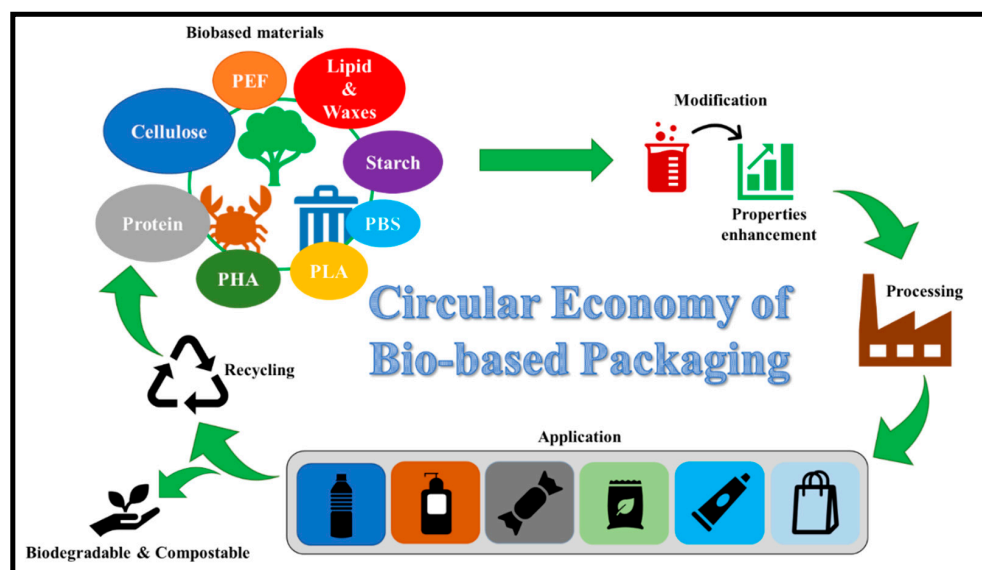 Biobased materials
PEF
Lipid
&
Waxes
Cellulose
Starch
Protein
PBS
PHA
PLA
Modification
Properties
enhancement
Processing
Circular Economy of
Bio-based Packaging
Recycling
Application
Biodegradable & Compostable